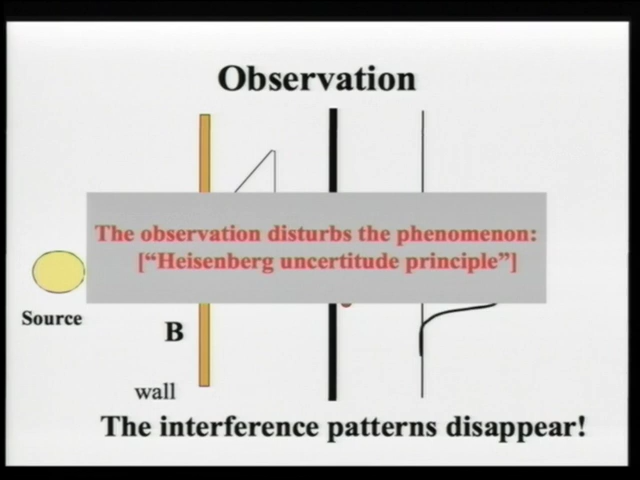 Observation
The observation disturbs the phenomenon:
[“Heisenberg uncertitude principle”]
Source
B
wall
The interference patterns disappear!